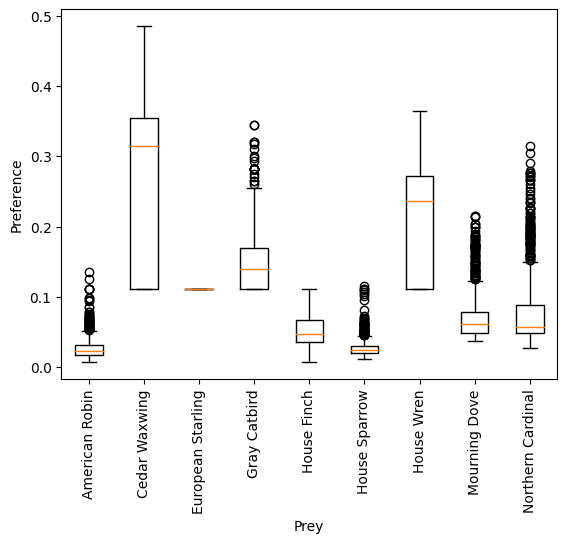 0.5
0.4
0.3
0.2
0.1
0.0
Preference
American Robin
Cedar Waxwing
European Starling
Gray Catbird
House Finch
House Sparrow
House Wren
Mourning Dove
Northern Cardinal
Prey